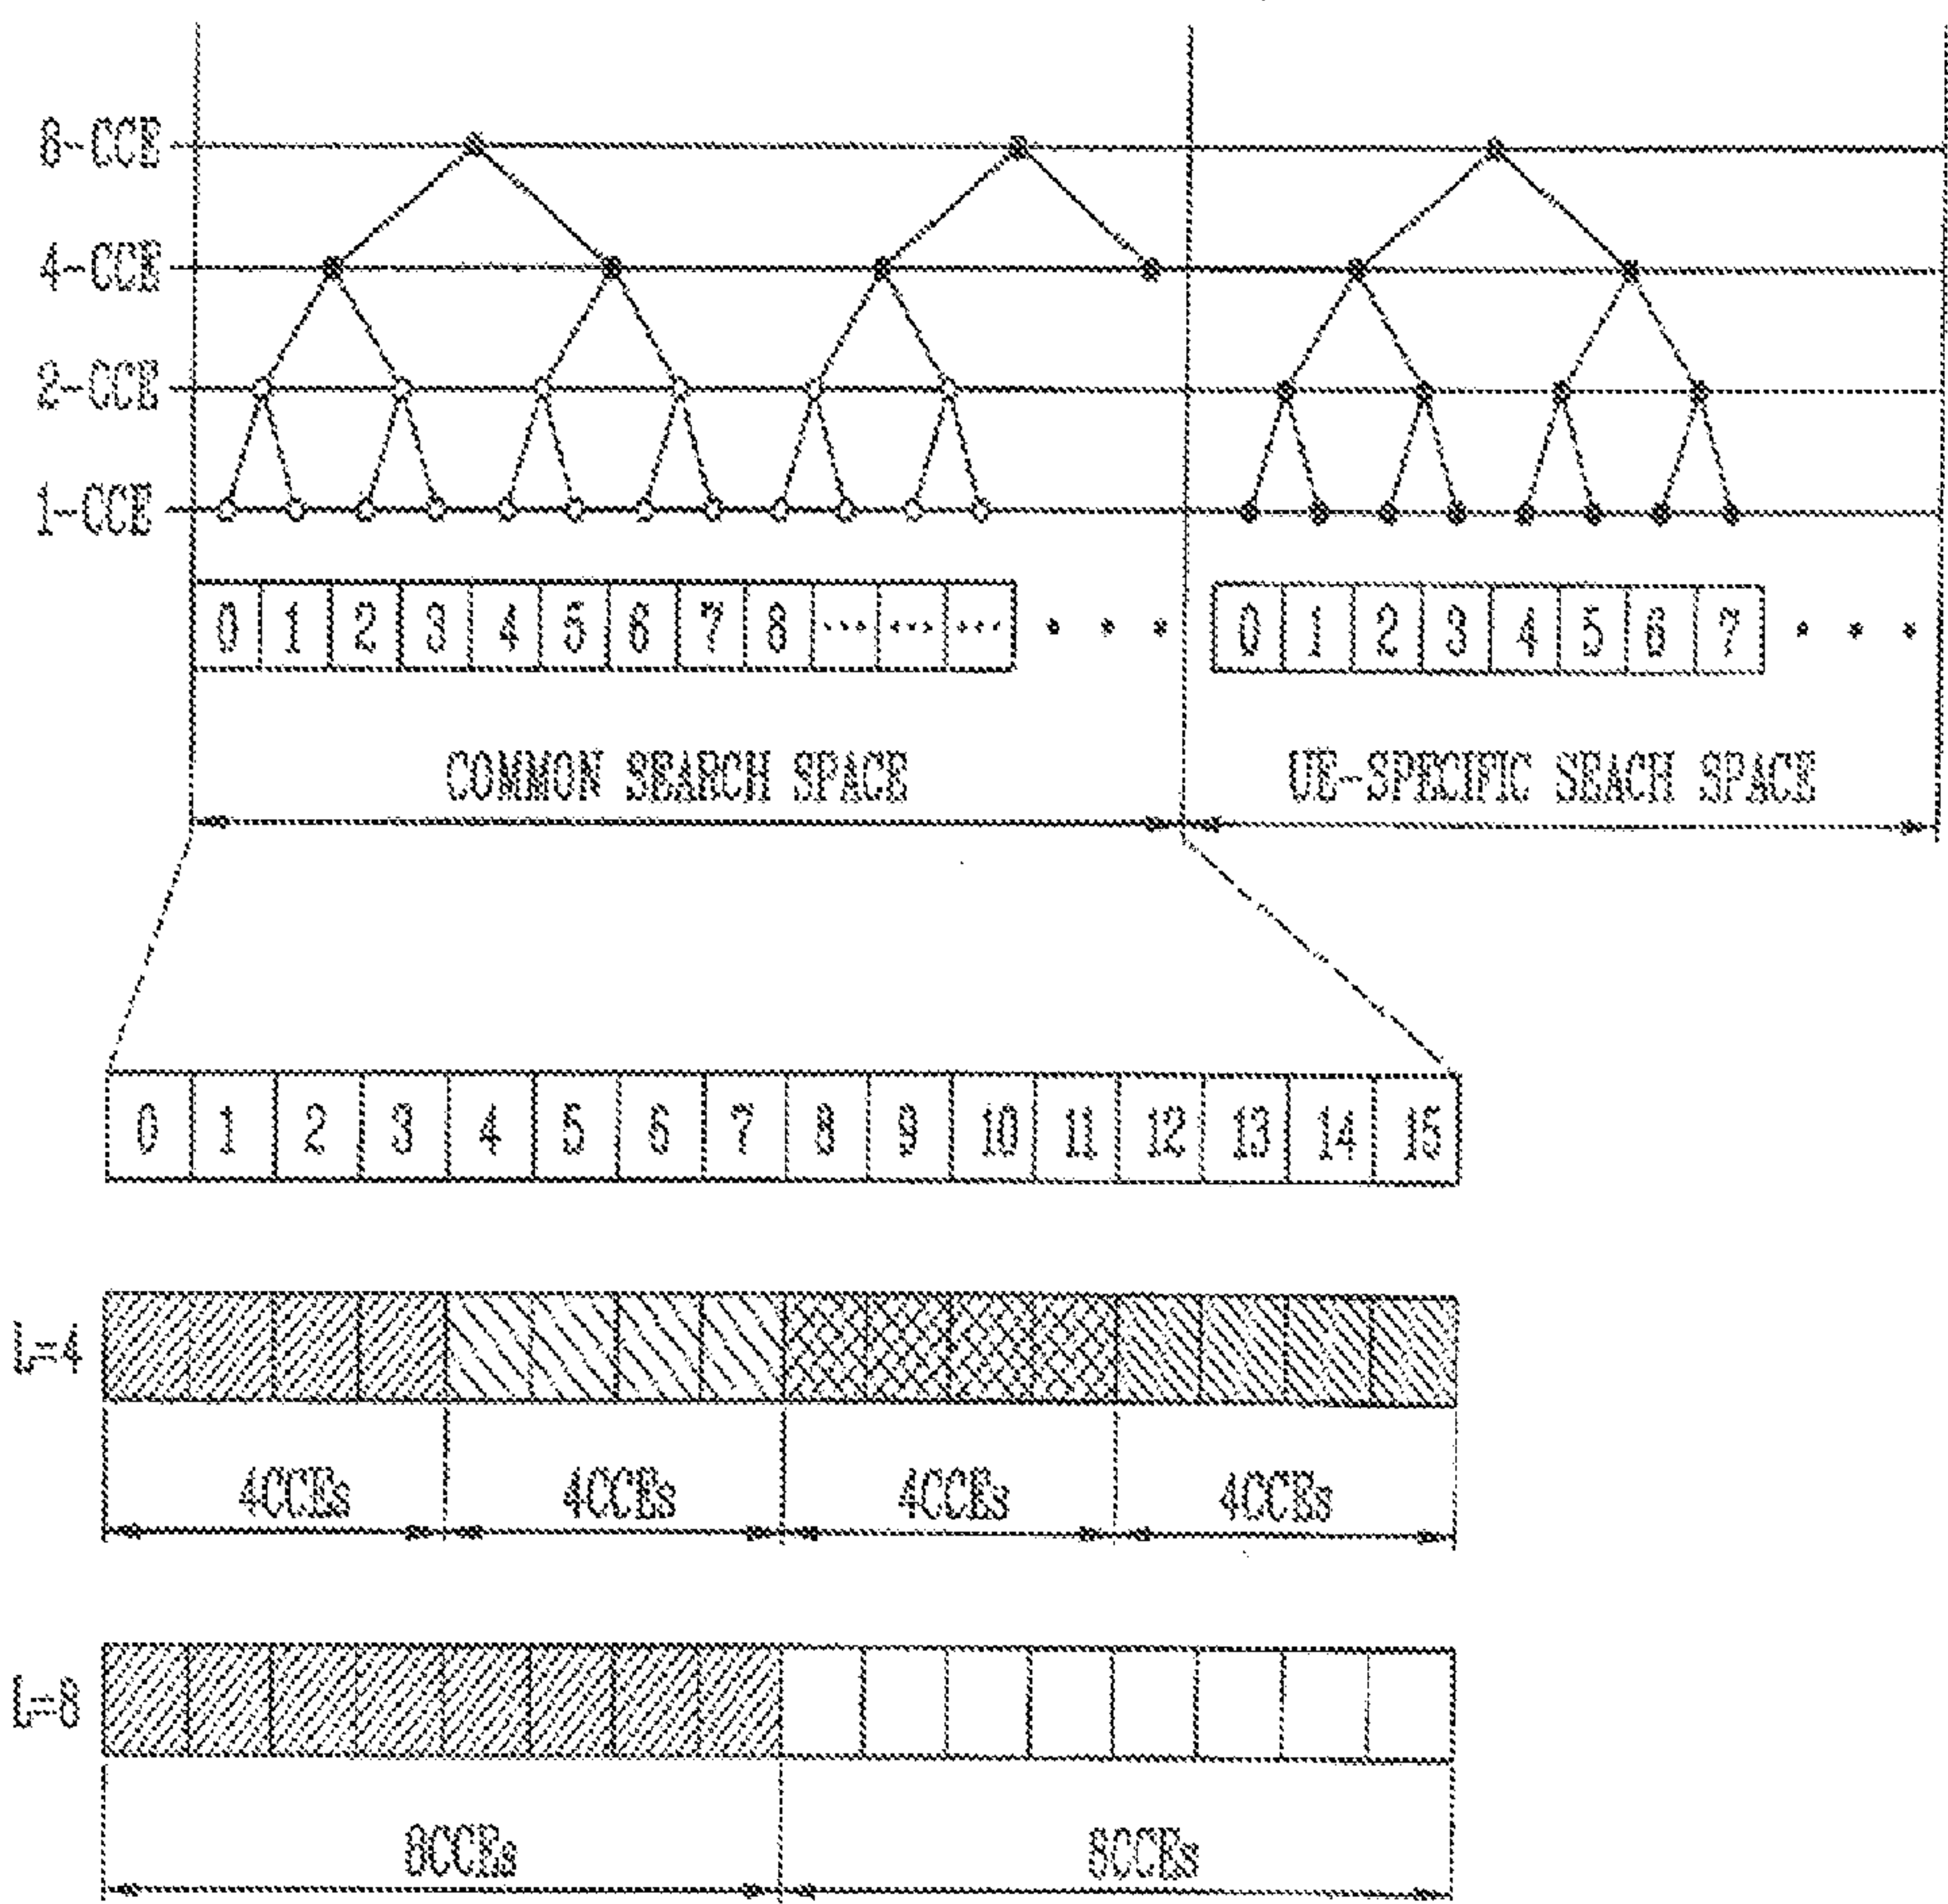 8-CCE
4-CCE
2-CCE
1-CCE
0 1 2 3 4 5 6 7 8 ... ... ... • • • 0 1 2 3 4 5 6 7 • • •
COMMON SEARCH SPACE UE-SPECIFIC SEACH SPACE
0 1 2 3 4 5 6 7 8 9 10 11 12 13 14 15
L=4
4CCEs 4CCEs 4CCEs 4CCEs
L=8
8CCEs 8CCEs